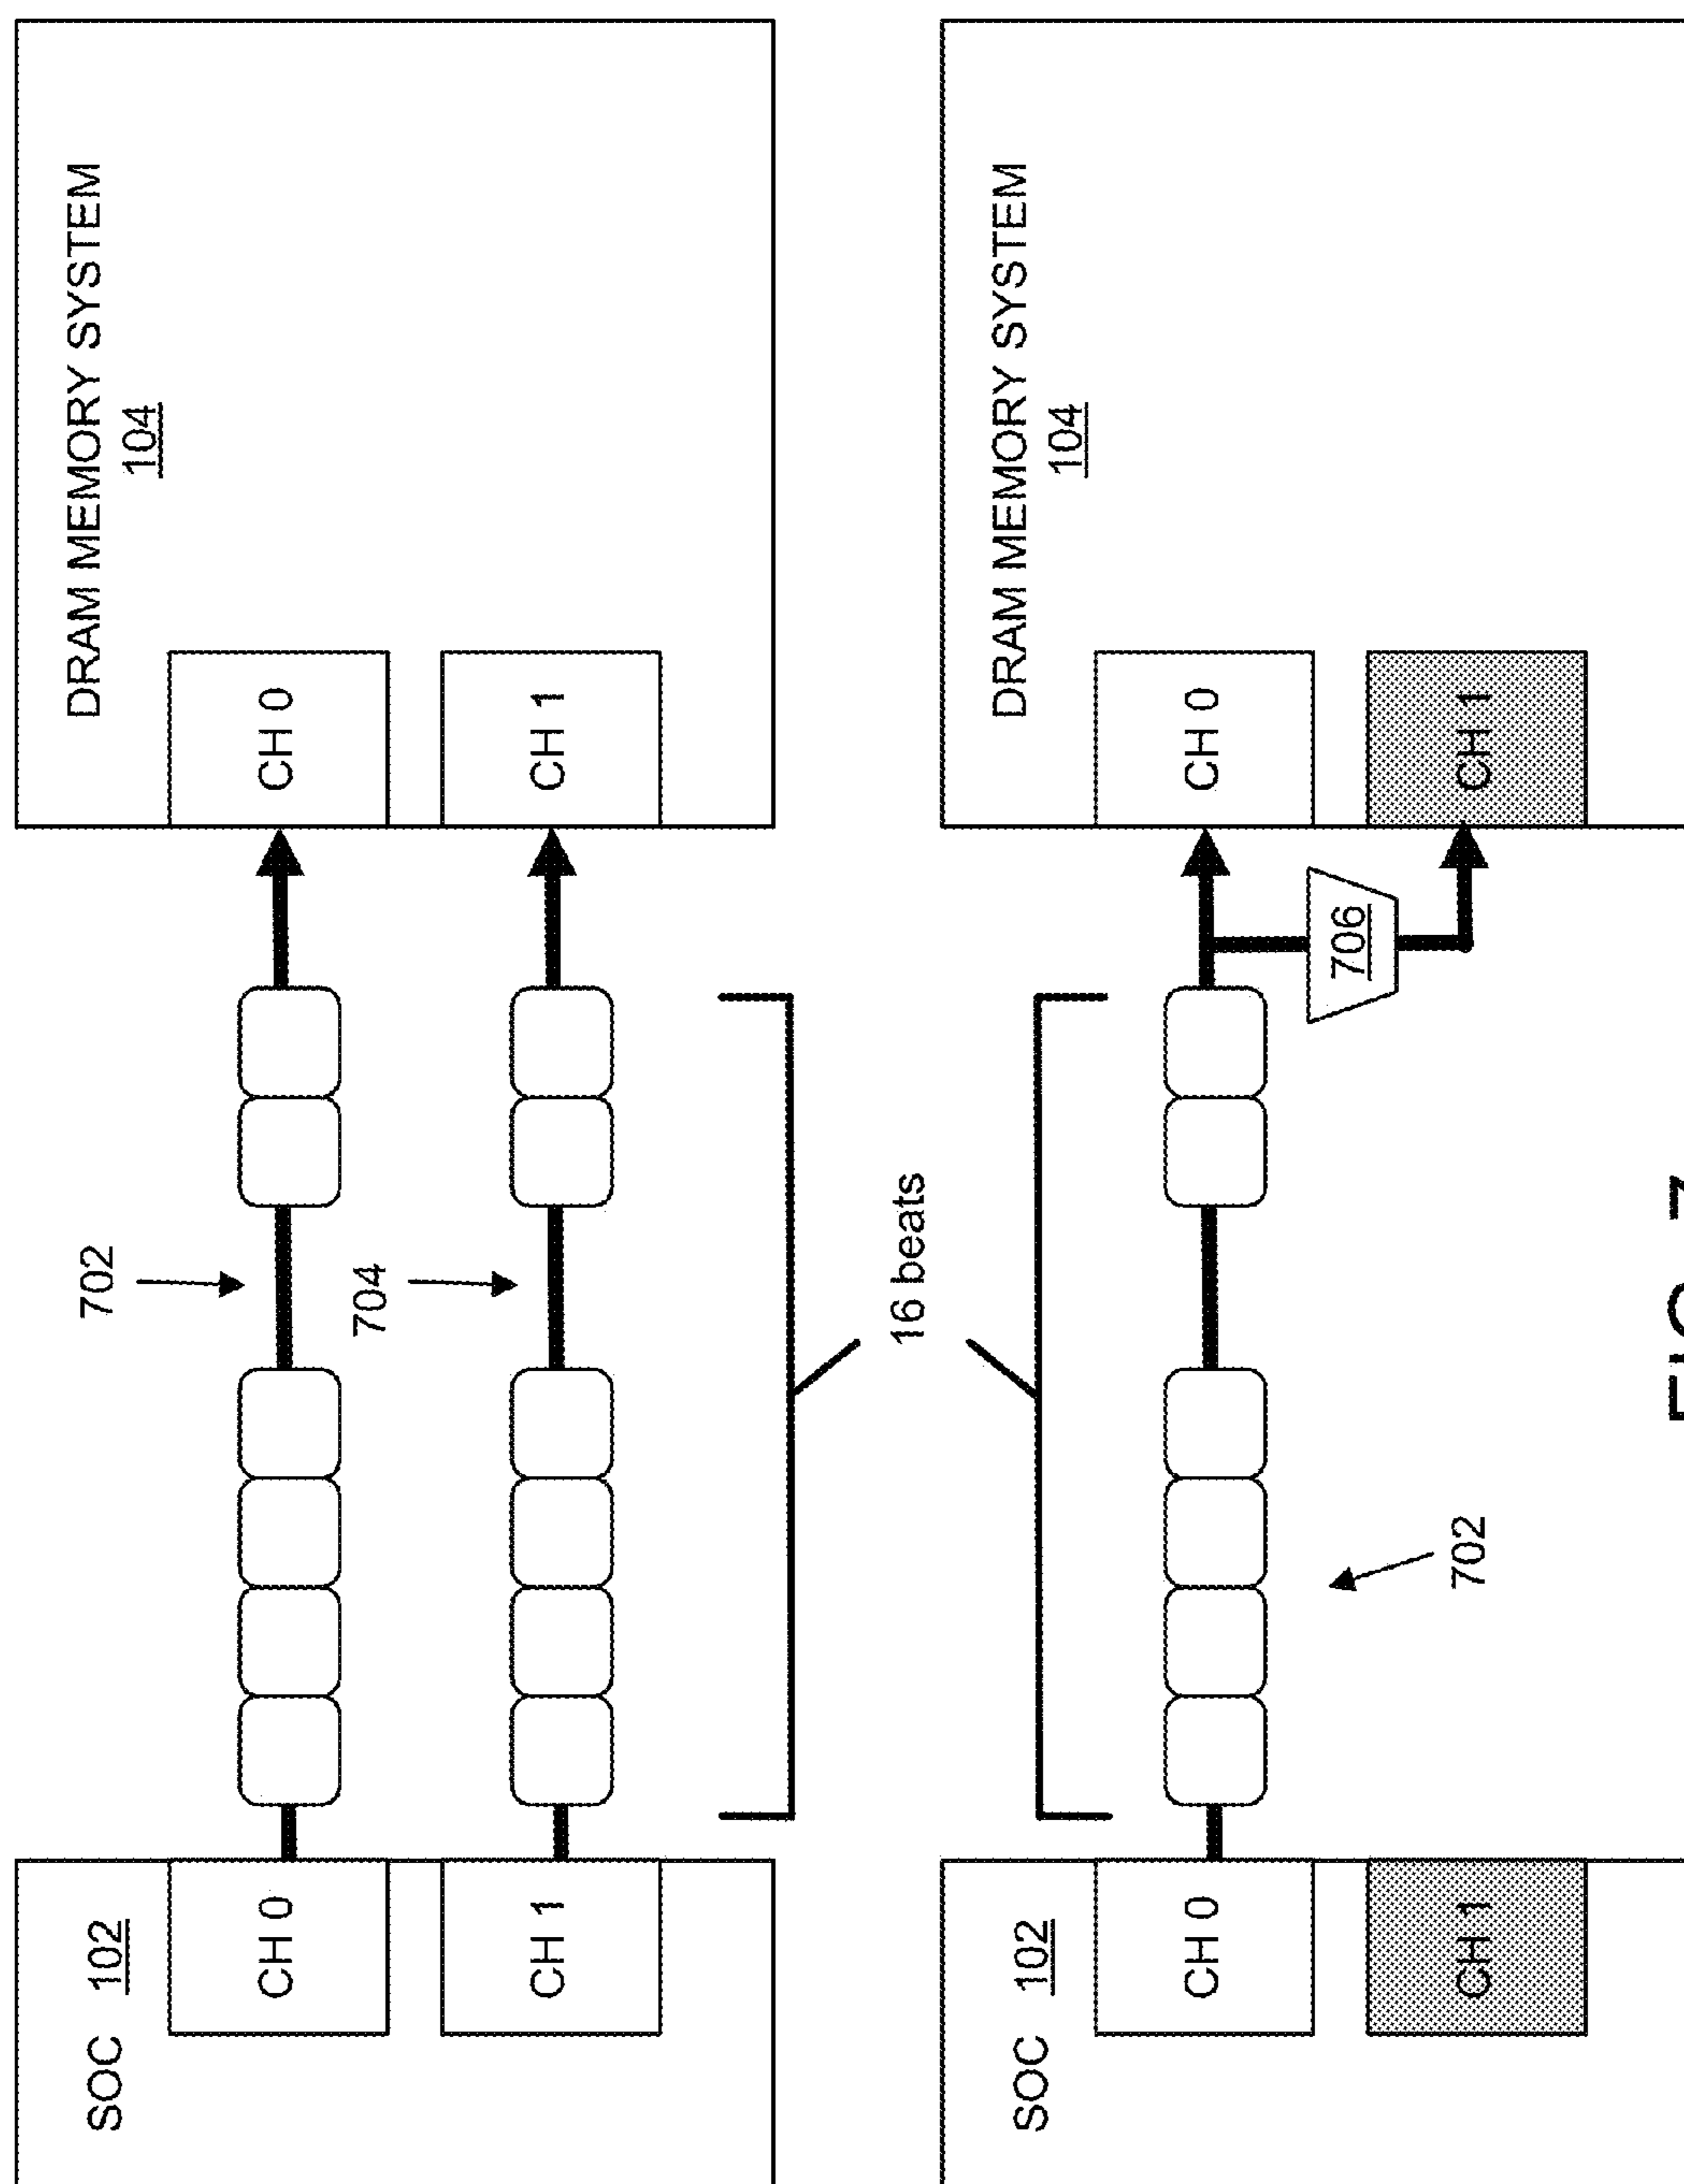 DRAM MEMORY SYSTEM
104
SOC 102
702
CH 0
CH 0
704
CH 1
CH 1
16 beats
DRAM MEMORY SYSTEM
104
SOC 102
CH 0
CH 0
706
CH 1
702
CH 1